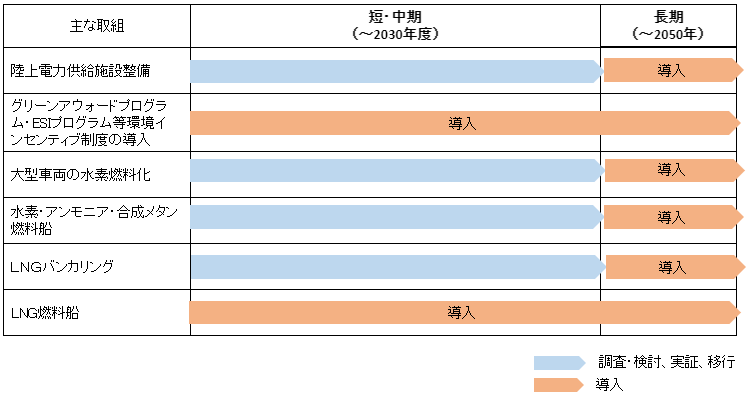 主な取組
短・中期
（～2030年度）
長期
（～2050年）
陸上電力供給施設整備
導入
グリーンアウォードプログラ
ム・ESIプログラム等環境イ
ンセンティブ制度の導入
導入
大型車両の水素燃料化
導入
水素・アンモニア・合成メタン
燃料船
導入
ＬＮＧバンカリング
導入
LNG燃料船
導入
調査・検討、実証、移行
導入